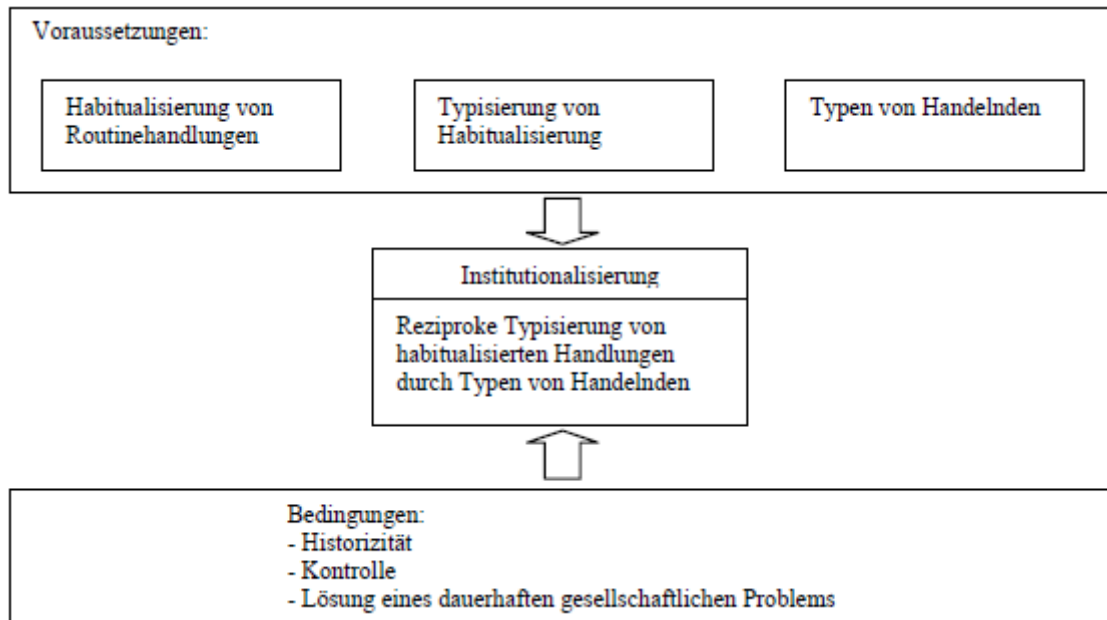 Voraussetzungen:
Habitualisierung von
Routinehandlungen
Typisierung von
Habitualisierung
Typen von Handelnden
Institutionalisierung
Reziproke Typisierung von
habitualisierten Handlungen
durch Typen von Handelnden
Bedingungen:
- Historizität
- Kontrolle
- Lösung eines dauerhaften gesellschaftlichen Problems